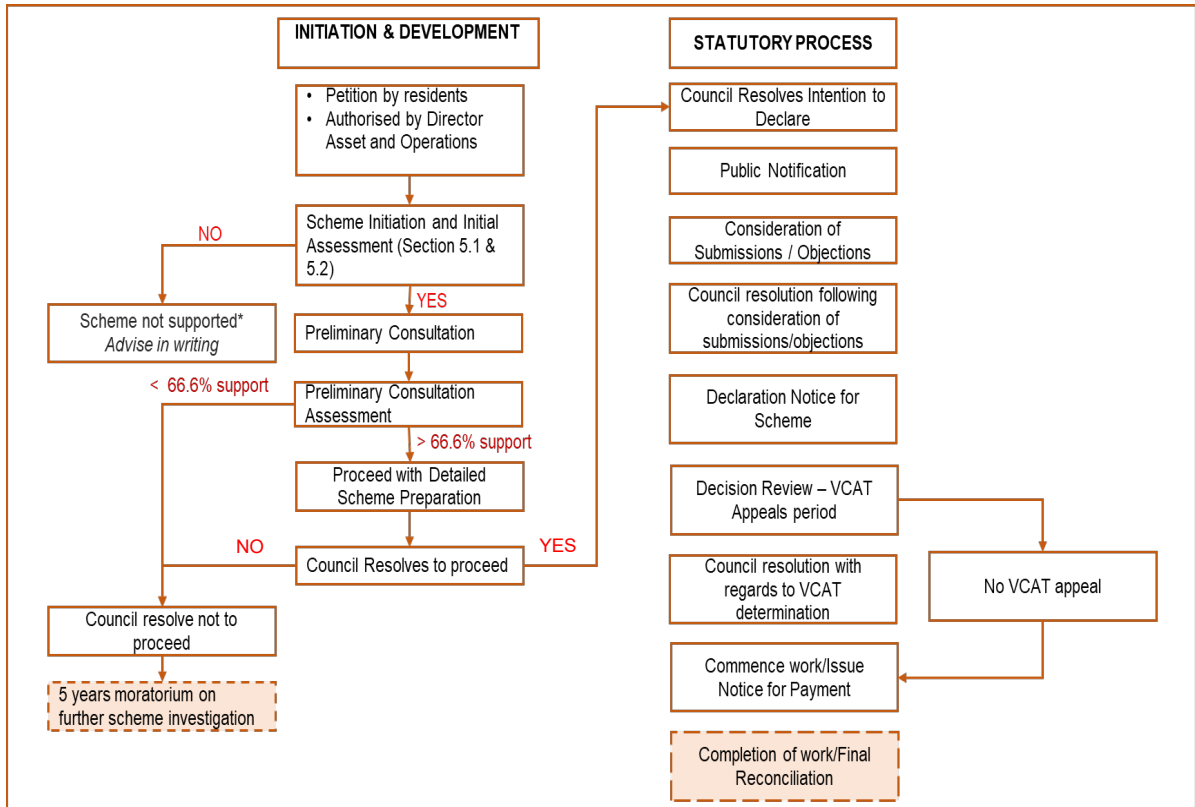 INITIATION & DEVELOPMENT
• Petition by residents
• Authorised by Director
Asset and Operations
NO
Scheme Initiation and Initial
Assessment (Section 5.1 &
5.2)
YES
Scheme not supported*
Advise in writing
Preliminary Consultation
< 66.6% support
Preliminary Consultation
Assessment
> 66.6% support
Proceed with Detailed
Scheme Preparation
NO
Council Resolves to proceed
YES
Council resolve not to
proceed
5 years moratorium on
further scheme investigation
STATUTORY PROCESS
Council Resolves Intention to
Declare
Public Notification
Consideration of
Submissions / Objections
Council resolution following
consideration of
submissions/objections
Declaration Notice for
Scheme
Decision Review – VCAT
Appeals period
No VCAT appeal
Council resolution with
regards to VCAT
determination
Commence work/Issue
Notice for Payment
Completion of work/Final
Reconciliation